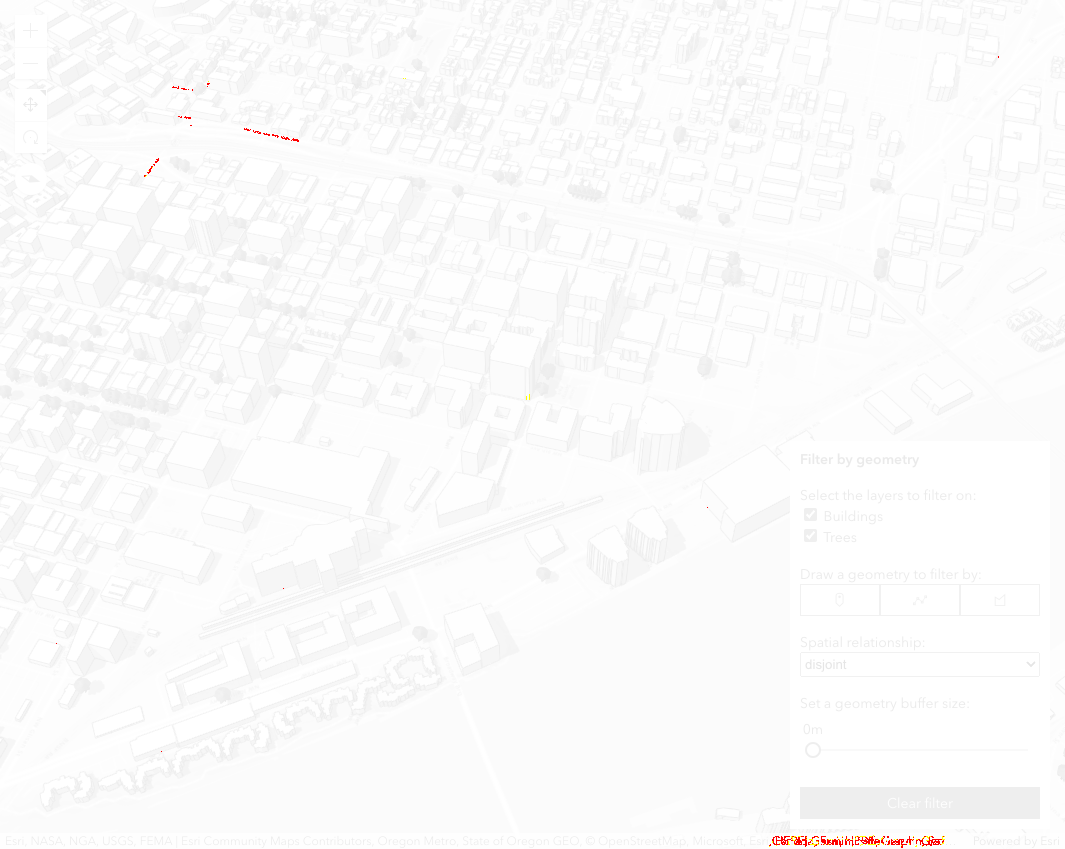 Filter by geometry
Select the layers to filter on:
Buildings
Trees
Draw a geometry to filter by:
Spatial relationship:
disjoint
Set a geometry buffer size:
0m
Clear filter
Esri, NASA, NGA, USGS, FEMA | Esri Community Maps Contributors, Oregon Metro, State of Oregon GEO, © OpenStreetMap, Microsoft, Powered by Esri